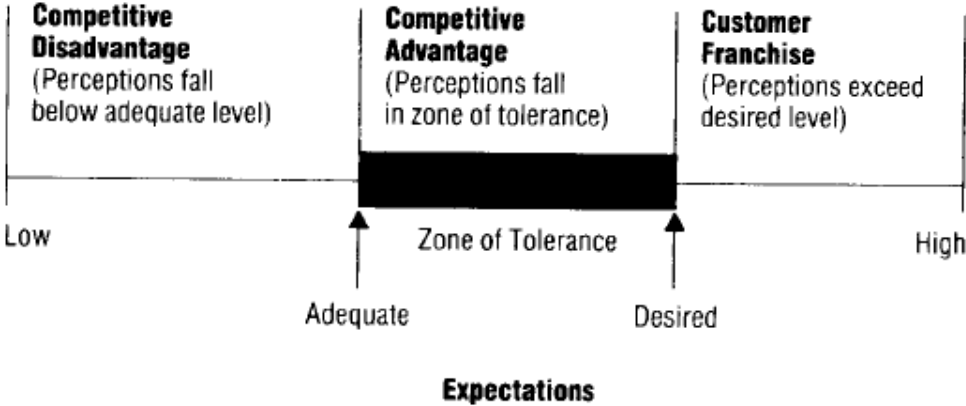 Competitive
Disadvantage
(Perceptions fall
below adequate level)
Competitive
Advantage
(Perceptions fall
in zone of tolerance)
Customer
Franchise
(Perceptions exceed
desired level)
Low
Zone of Tolerance
High
Adequate
Desired
Expectations